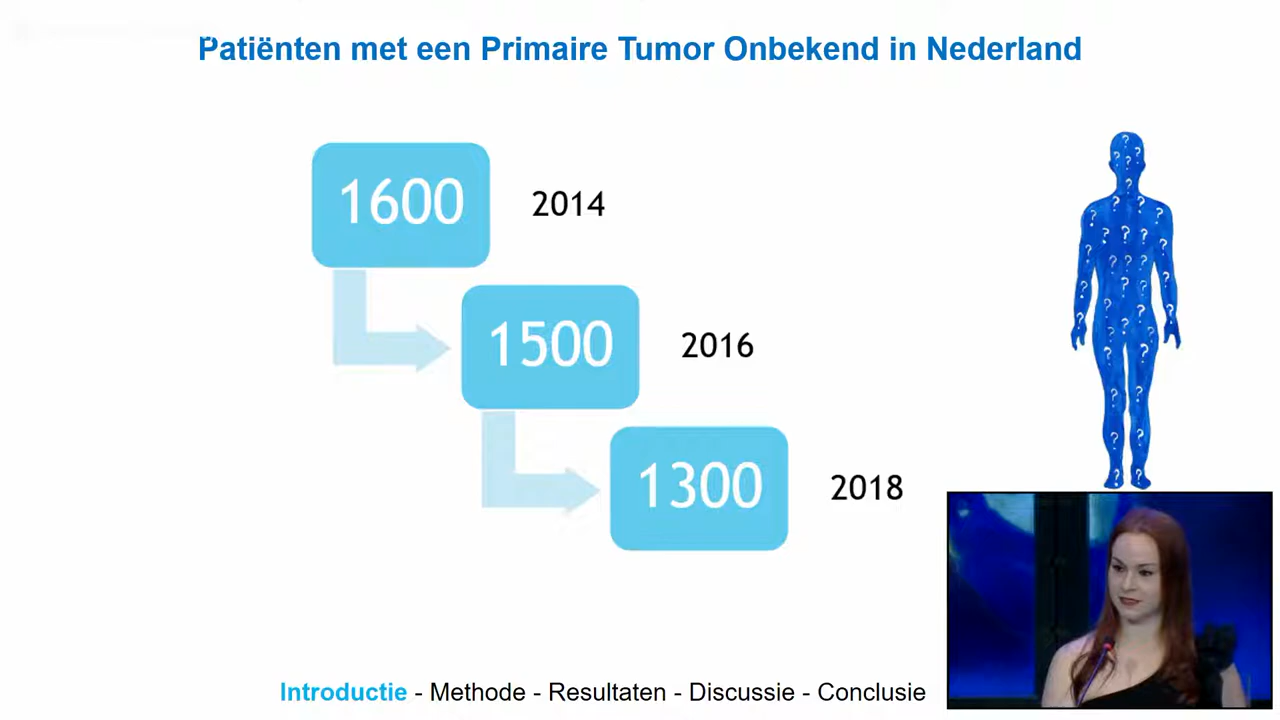 Patiënten met een Primaire Tumor Onbekend in Nederland
1600 2014
1500 2016
1300 2018
Introductie - Methode - Resultaten - Discussie - Conclusie